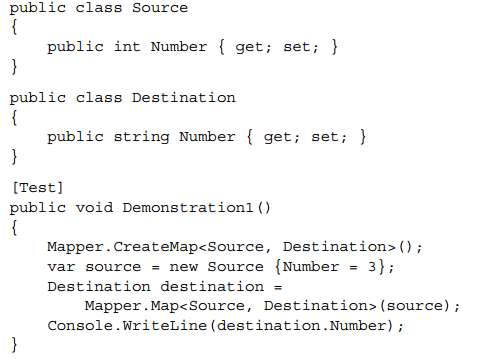 public class Source
{
    public int Number { get; set; }
}
public class Destination
{
    public string Number { get; set; }
}
[Test]
public void Demonstration1()
{
    Mapper.CreateMap<Source, Destination>();
    var source = new Source {Number = 3};
    Destination destination =
        Mapper.Map<Source, Destination>(source);
    Console.WriteLine(destination.Number);
}